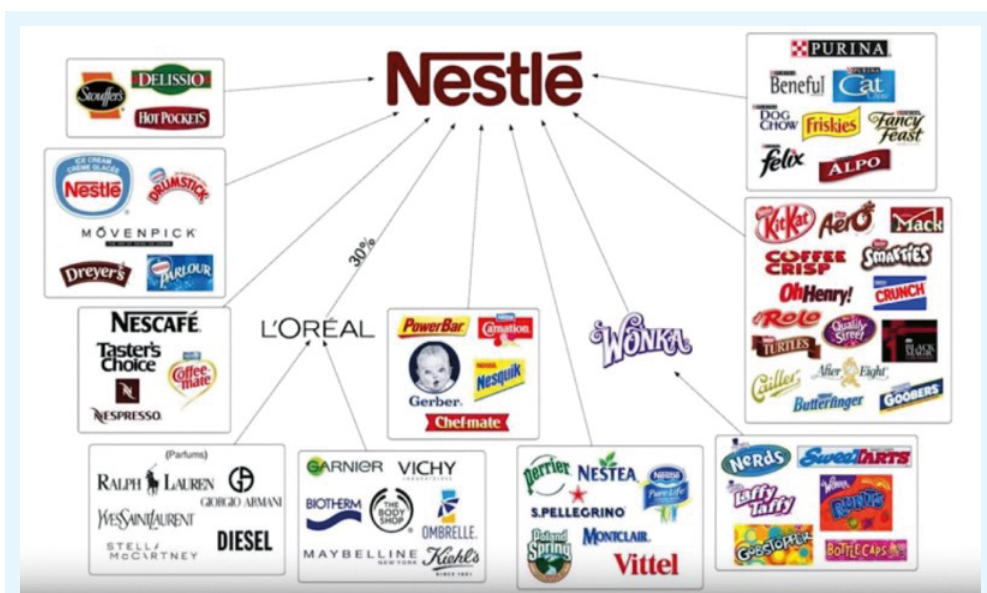 Nestlé
Stouffer's
DELISSIO
HOT POCKETS
ICE CREAM
CRÈME GLACÉE
Nestlé
DRUMSTICK
MÖVENPICK
Dreyer's
PARLOUR
NESCAFÉ
Taster's
Choice
Coffee-
mate
NESPRESSO
30%
L'ORÉAL
(Parfums)
RALPH LAUREN
GIORGIO ARMANI
YVESSAINTLAURENT
STELLA
McCARTNEY
DIESEL
GARNIER
VICHY
LABORATOIRES
BIOTHERM
THE
BODY
SHOP
OMBRELLE
MAYBELLINE
NEW YORK
Kiehl's
SINCE 1851
PowerBar
Carnation
Gerber
Nesquik
Chef-mate
perrier
NESTEA
Nestlé
Pure Life
S.PELLEGRINO
Poland
Spring
MONTCLAIR
Vittel
WONKA
NERDS
SWEETARTS
Laffy
Taffy
WONKA
RUNTS
GOBSTOPPER
BOTTLE CAPS
PURINA
Beneful
Cat
Chow
DOG
CHOW
Friskies
Fancy
Feast
felix
ALPO
KitKat
AERO
Mack
COFFEE
CRISP
SMARTIES
OhHenry!
CRUNCH
ROLO
TURTLES
Quality
Street
BLACK
MAGIC
Cailler
After Eight
Butterfinger
GOOBERS